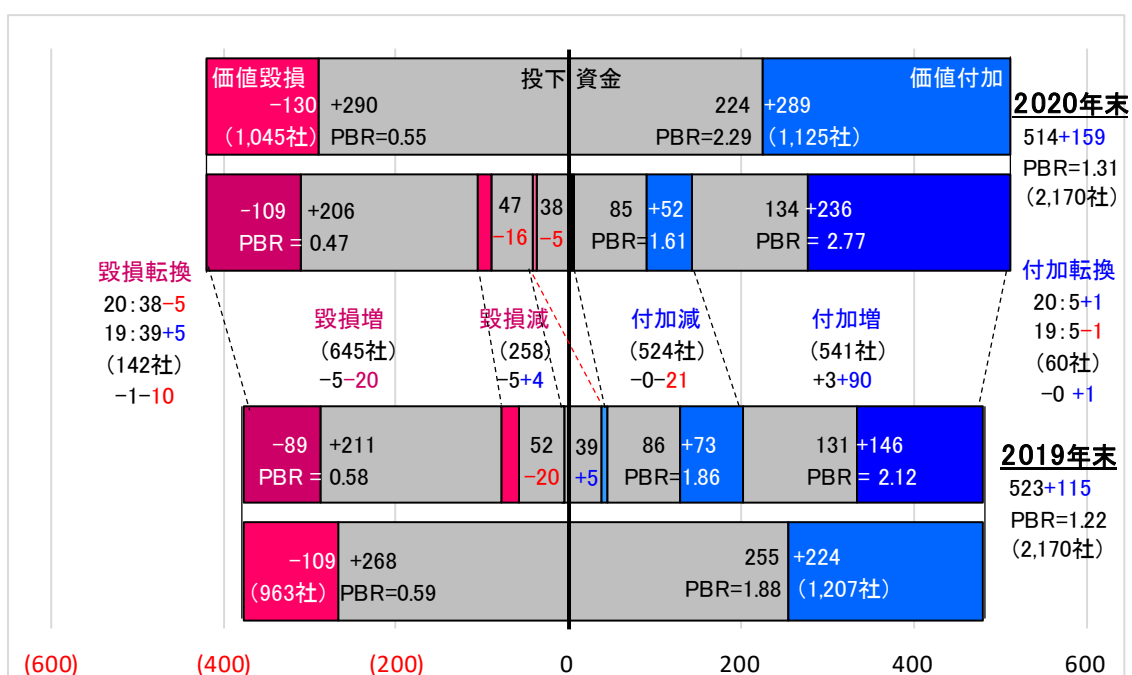 価値毀損 投下 資金 価値付加
−130 +290 224 +289
（1,045社） PBR=0.55 PBR=2.29 （1,125社）
2020年末
514+159
PBR=1.31
(2,170社)
−109 +206 47 38 85 +52 134 +236
PBR = 0.47 −16 −5 PBR=1.61 PBR = 2.77
毀損転換
20:38−5
19:39+5
(142社)
−1−10
毀損増
(645社)
−5−20
毀損減
(258)
−5+4
付加減
(524社)
−0−21
付加増
(541社)
+3+90
付加転換
20:5+1
19:5−1
(60社)
−0 +1
−89 +211 52 39 86 +73 131 +146
PBR = 0.58 −20 +5 PBR=1.86 PBR = 2.12
2019年末
523+115
PBR=1.22
(2,170社)
−109 +268 255 +224
（963社） PBR=0.59 PBR=1.88 （1,207社）
(600) (400) (200) 0 200 400 600